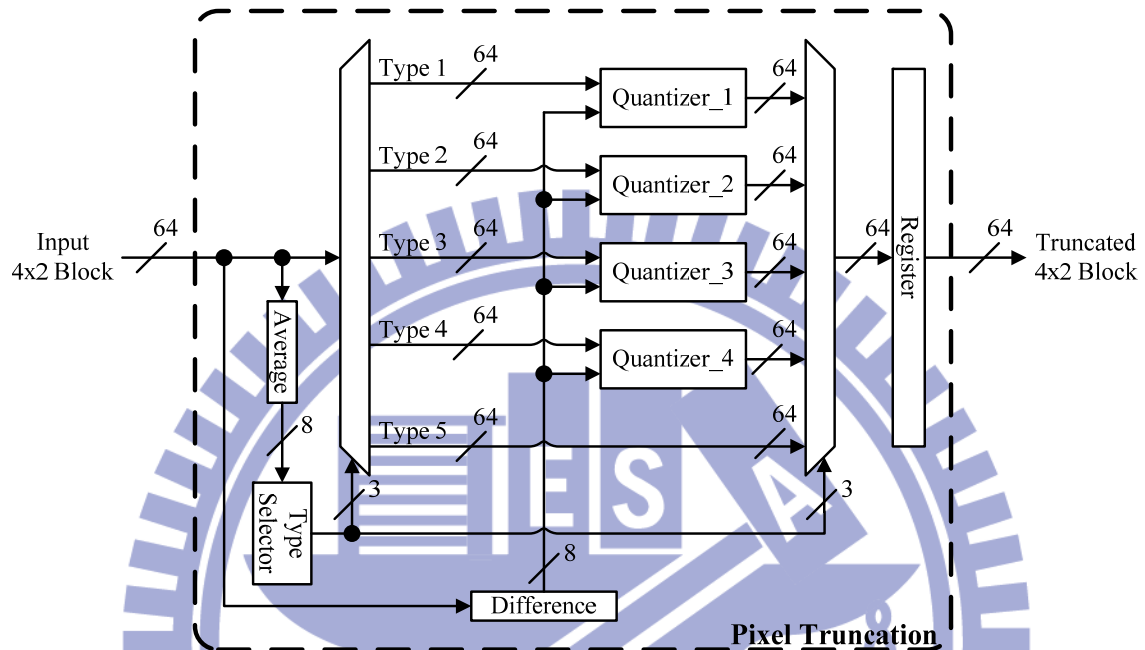 Input
4x2 Block
64
Average
8
Type
Selector
3
Type 1
64
Type 2
64
Type 3
64
Type 4
64
Type 5
64
Quantizer_1
64
Quantizer_2
64
Quantizer_3
64
Quantizer_4
64
64
3
8
Difference
64
Register
64
Truncated
4x2 Block
Pixel Truncation
ESA
8